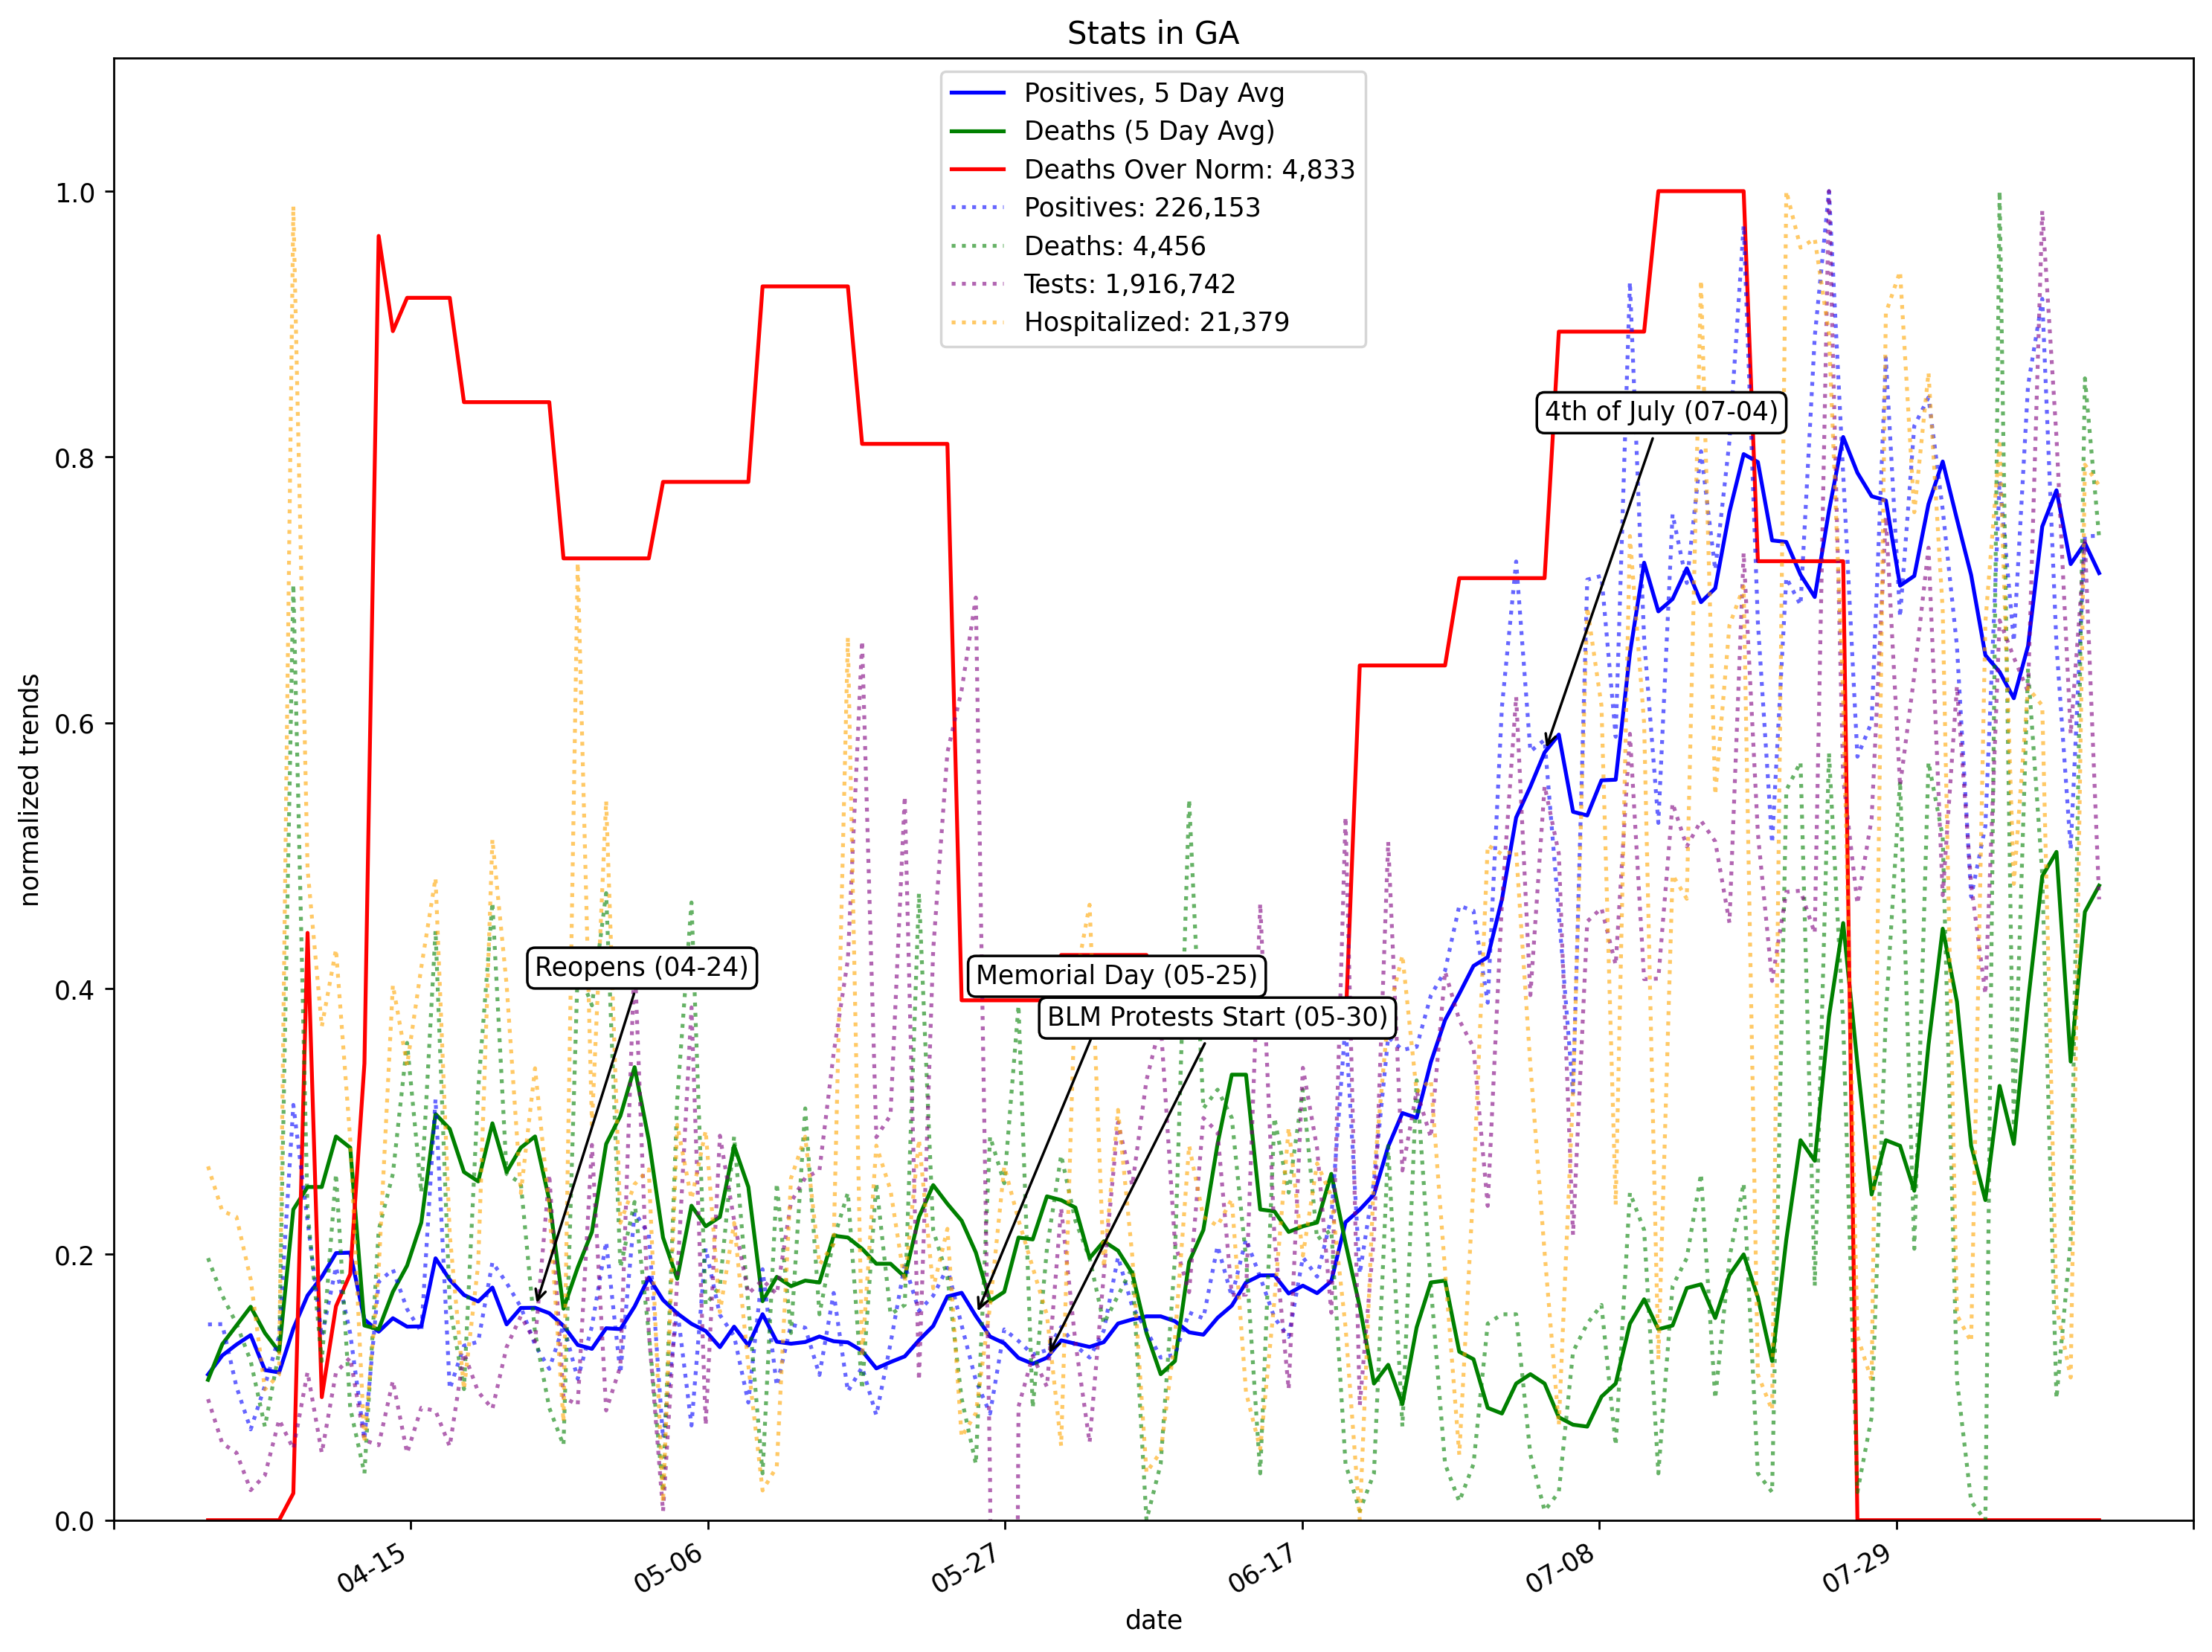 Stats in GA
Positives, 5 Day Avg
Deaths (5 Day Avg)
Deaths Over Norm: 4,833
Positives: 226,153
Deaths: 4,456
Tests: 1,916,742
Hospitalized: 21,379
1.0
0.8
0.6
0.4
0.2
0.0
normalized trends
4th of July (07-04)
Reopens (04-24)
Memorial Day (05-25)
BLM Protests Start (05-30)
04-15
05-06
05-27
06-17
07-08
07-29
date